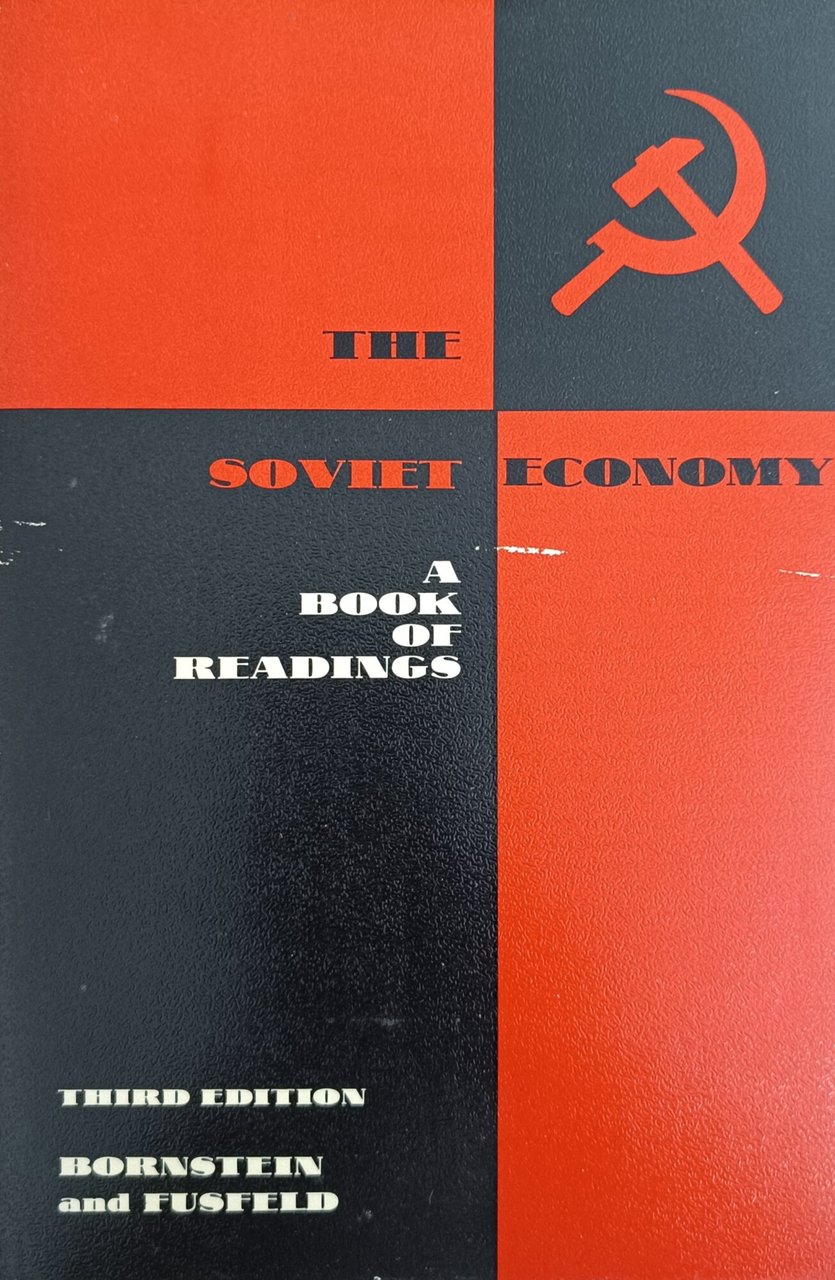 THE
SOVIET ECONOMY
A
BOOK
OF
READINGS
THIRD EDITION
BORNSTEIN
and FUSFELD